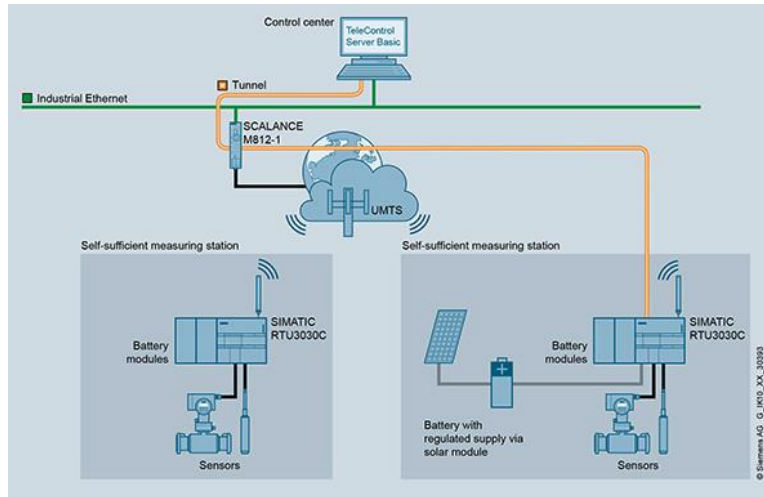 Control center
TeleControl
Server Basic
Tunnel
Industrial Ethernet
SCALANCE
M812-1
UMTS
Self-sufficient measuring station
SIMATIC
RTU3030C
Battery
modules
Sensors
Self-sufficient measuring station
SIMATIC
RTU3030C
Battery
modules
Battery with
regulated supply via
solar module
Sensors
© Siemens AG G_IK10_XX_30393